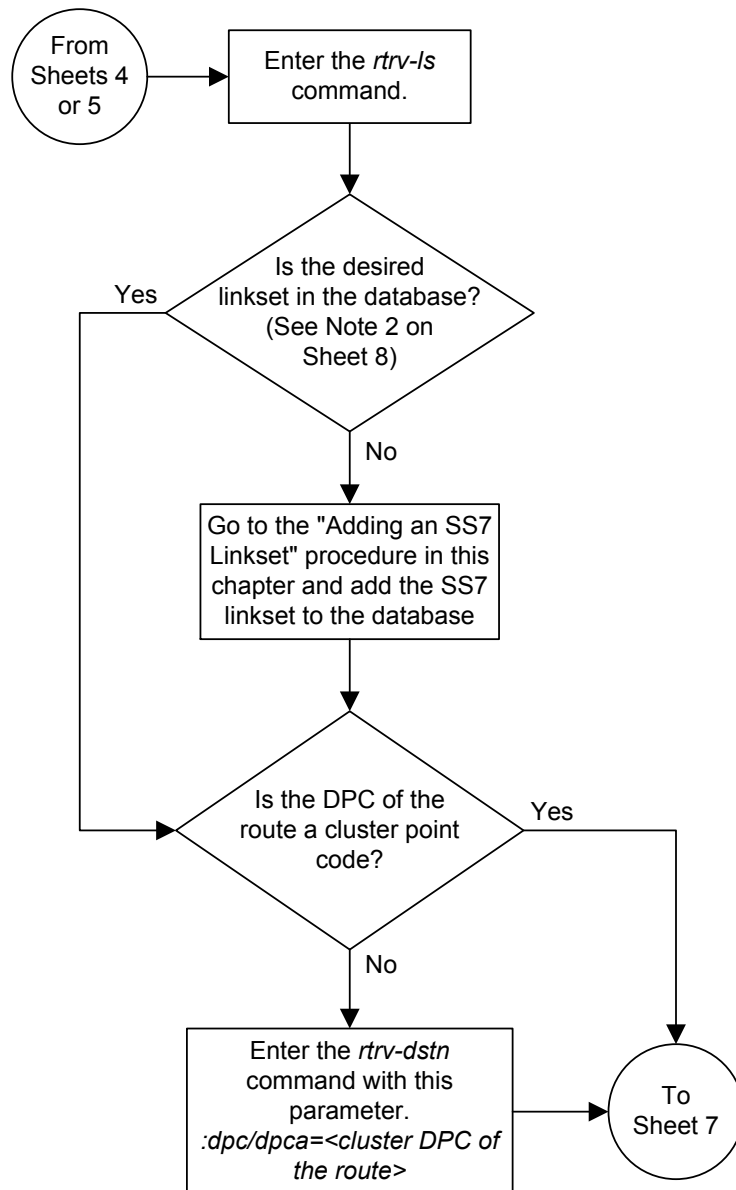 From
Sheets 4
or 5
Enter the rtrv-ls
command.
Is the desired
linkset in the database?
(See Note 2 on
Sheet 8)
Yes
No
Go to the "Adding an SS7
Linkset" procedure in this
chapter and add the SS7
linkset to the database
Is the DPC of the
route a cluster point
code?
Yes
No
Enter the rtrv-dstn
command with this
parameter.
:dpc/dpca=<cluster DPC of
the route>
To
Sheet 7